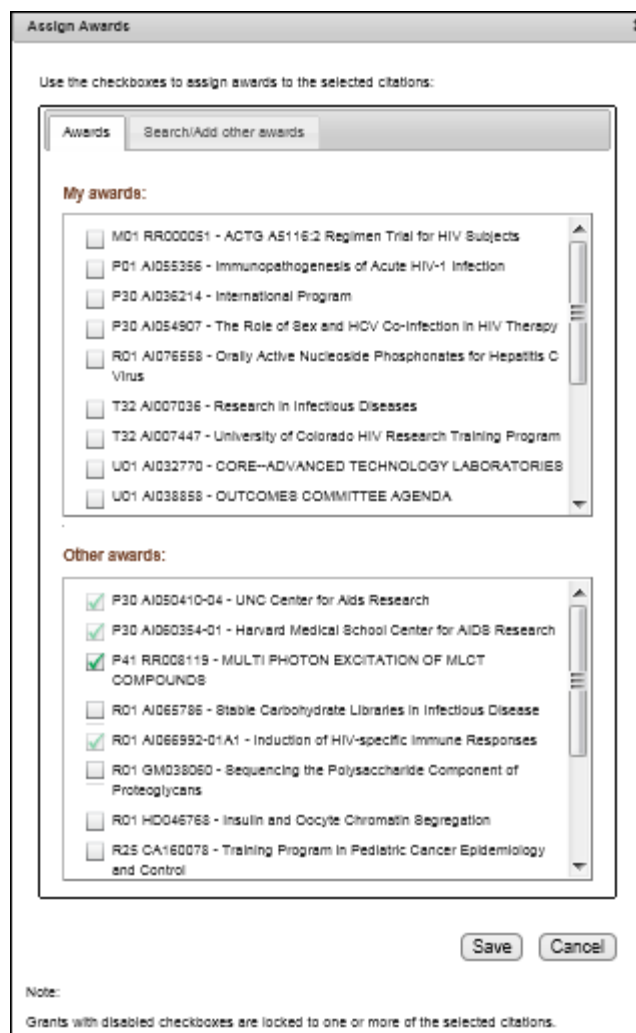 Assign Awards
Use the checkboxes to assign awards to the selected citations:
Awards
Search/Add other awards
My awards:
M01 RR000051 - ACTG A5116:2 Regimen Trial for HIV Subjects
P01 AI055356 - Immunopathogenesis of Acute HIV-1 Infection
P30 AI036214 - International Program
P30 AI054907 - The Role of Sex and HCV Co-Infection in HIV Therapy
R01 AI076558 - Orally Active Nucleoside Phosphonates for Hepatitis C
Virus
T32 AI007036 - Research in Infectious Diseases
T32 AI007447 - University of Colorado HIV Research Training Program
U01 AI032770 - CORE--ADVANCED TECHNOLOGY LABORATORIES
U01 AI038858 - OUTCOMES COMMITTEE AGENDA
Other awards:
P30 AI050410-04 - UNC Center for Aids Research
P30 AI060354-01 - Harvard Medical School Center for AIDS Research
P41 RR008119 - MULTI PHOTON EXCITATION OF MLCT
COMPOUNDS
R01 AI065786 - Stable Carbohydrate Libraries in Infectious Disease
R01 AI066992-01A1 - Induction of HIV-specific Immune Responses
R01 GM038060 - Sequencing the Polysaccharide Component of
Proteoglycans
R01 HD046768 - Insulin and Oocyte Chromatin Segregation
R25 CA160078 - Training Program in Pediatric Cancer Epidemiology
and Control
Save
Cancel
Note:
Grants with disabled checkboxes are locked to one or more of the selected citations.